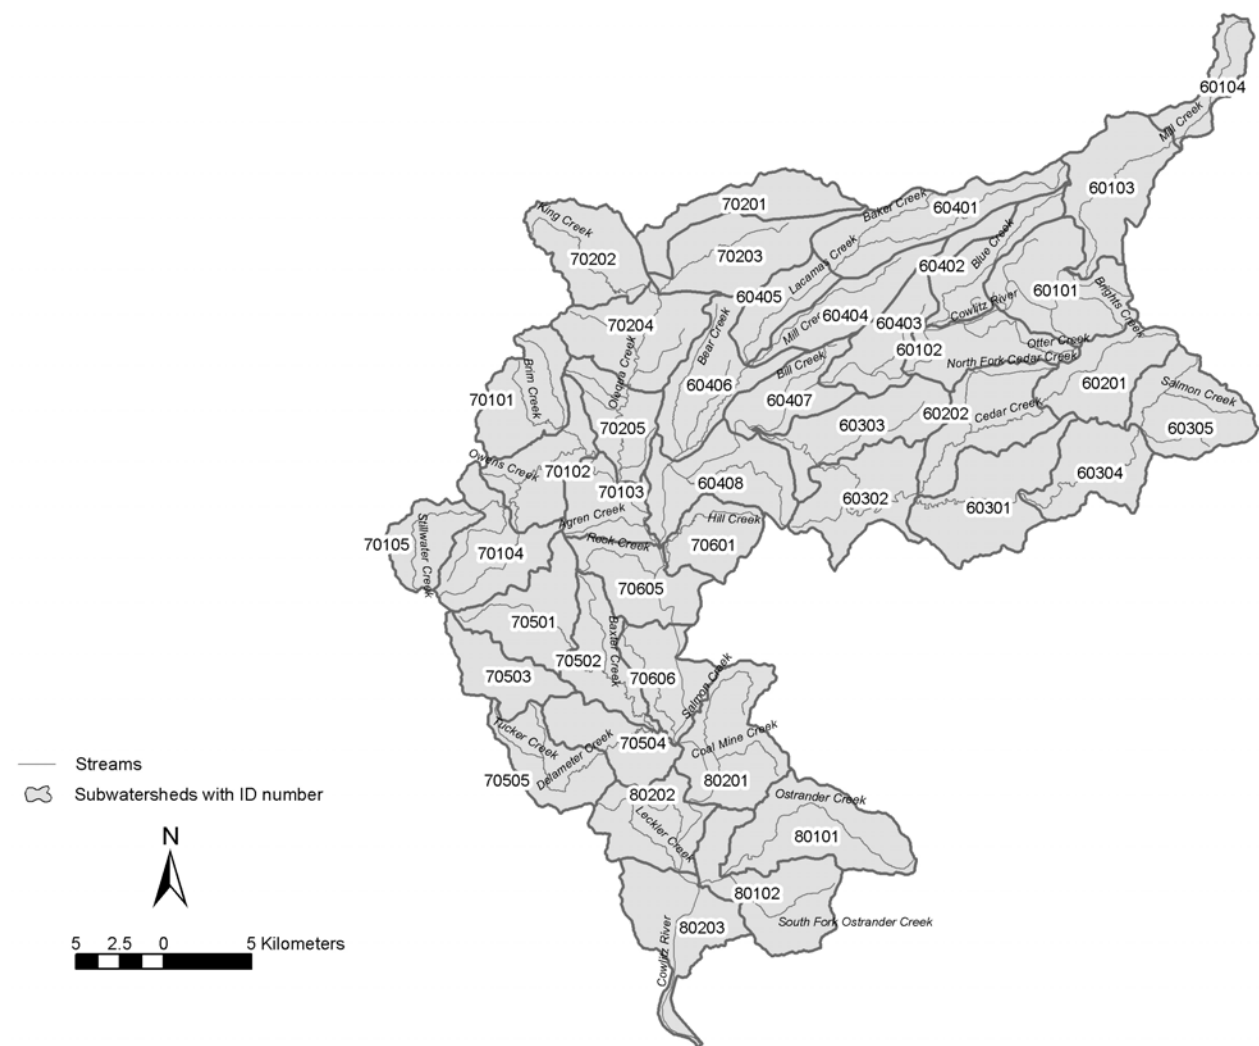 60104
Mill Creek
60103
70201
Baker Creek
60401
King Creek
70202
70203
Lacamas Creek
Blue Creek
60402
60405
60101
Brights Creek
Cowlitz River
70204
Bear Creek
Mill Creek
60404
60403
60102
Otter Creek
North Fork Cedar Creek
Olequa Creek
Bill Creek
60406
60407
60201
Salmon Creek
70101
Brim Creek
60202
Cedar Creek
70205
60303
60305
Owens Creek
70102
70103
60408
60302
60301
60304
Agren Creek
Hill Creek
70105
Stillwater Creek
70104
Rock Creek
70601
70605
70501
Baxter Creek
70502
70503
70606
Salmon Creek
Tucker Creek
Delameter Creek
70504
Coal Mine Creek
70505
80201
80202
Leckler Creek
Ostrander Creek
80101
80102
South Fork Ostrander Creek
80203
Cowlitz River
Streams
Subwatersheds with ID number
N
5 2.5 0 5 Kilometers